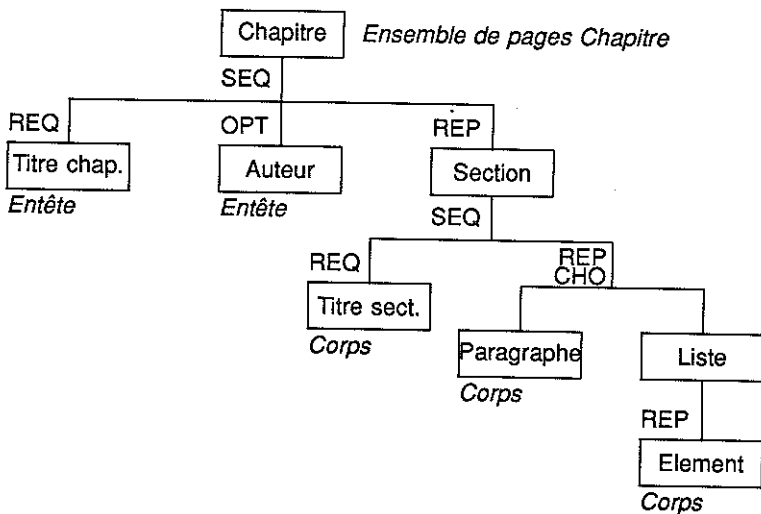 Chapitre
Ensemble de pages Chapitre
SEQ
REQ
OPT
REP
Titre chap.
Auteur
Section
Entête
Entête
SEQ
REQ
REP
CHO
Titre sect.
Paragraphe
Liste
Corps
Corps
REP
Element
Corps